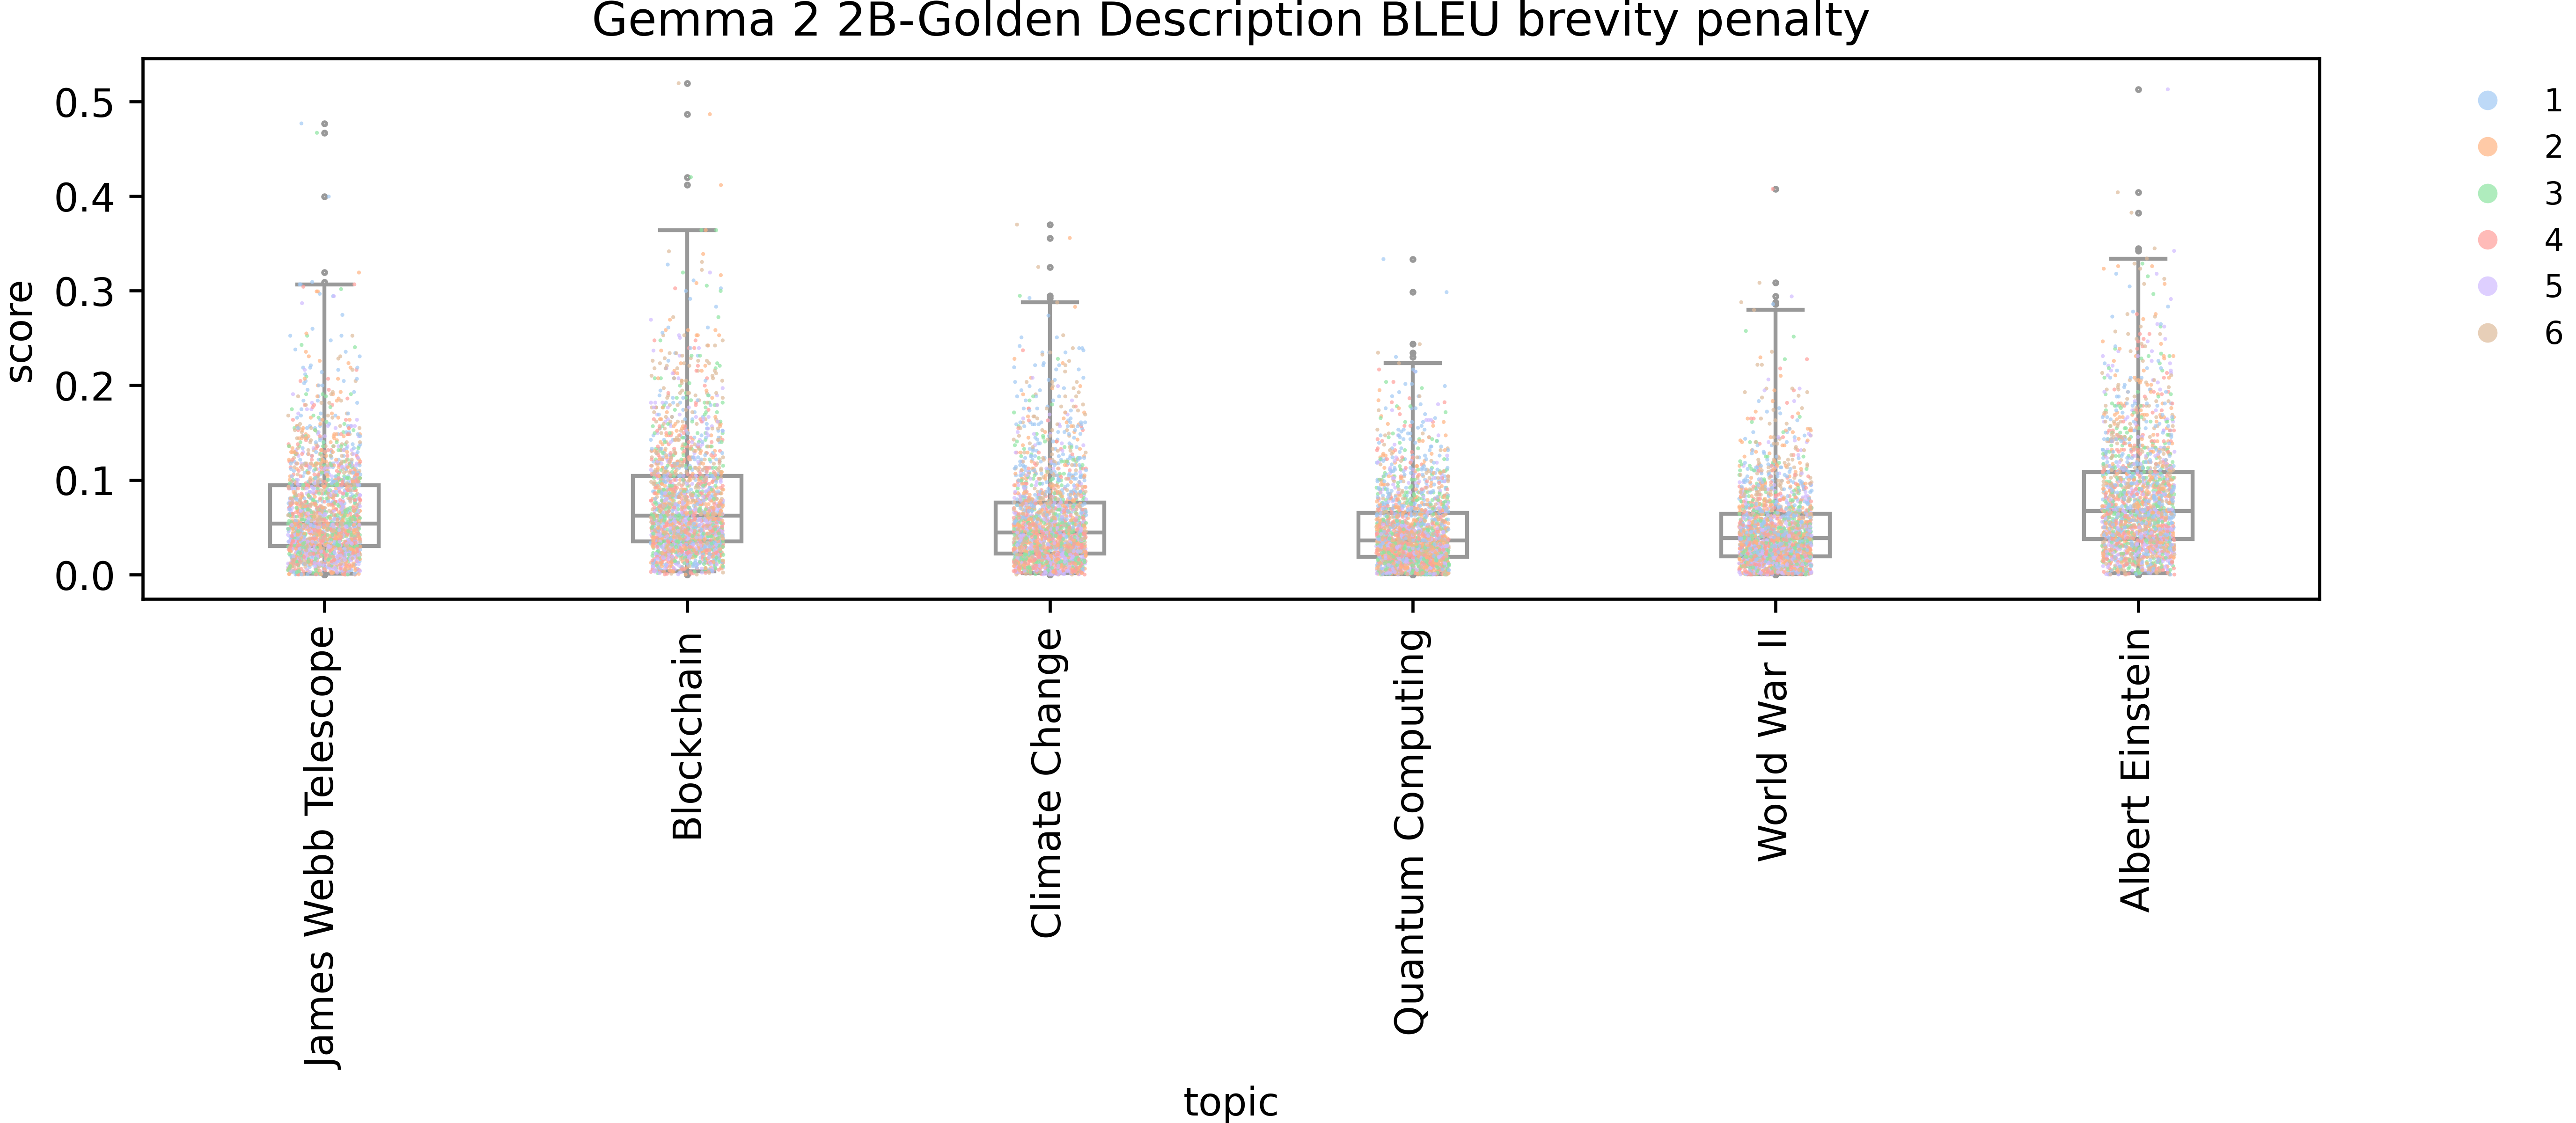 Gemma 2 2B-Golden Description BLEU brevity penalty
score
0.5
0.4
0.3
0.2
0.1
0.0
James Webb Telescope
Blockchain
Climate Change
Quantum Computing
World War II
Albert Einstein
topic
1
2
3
4
5
6